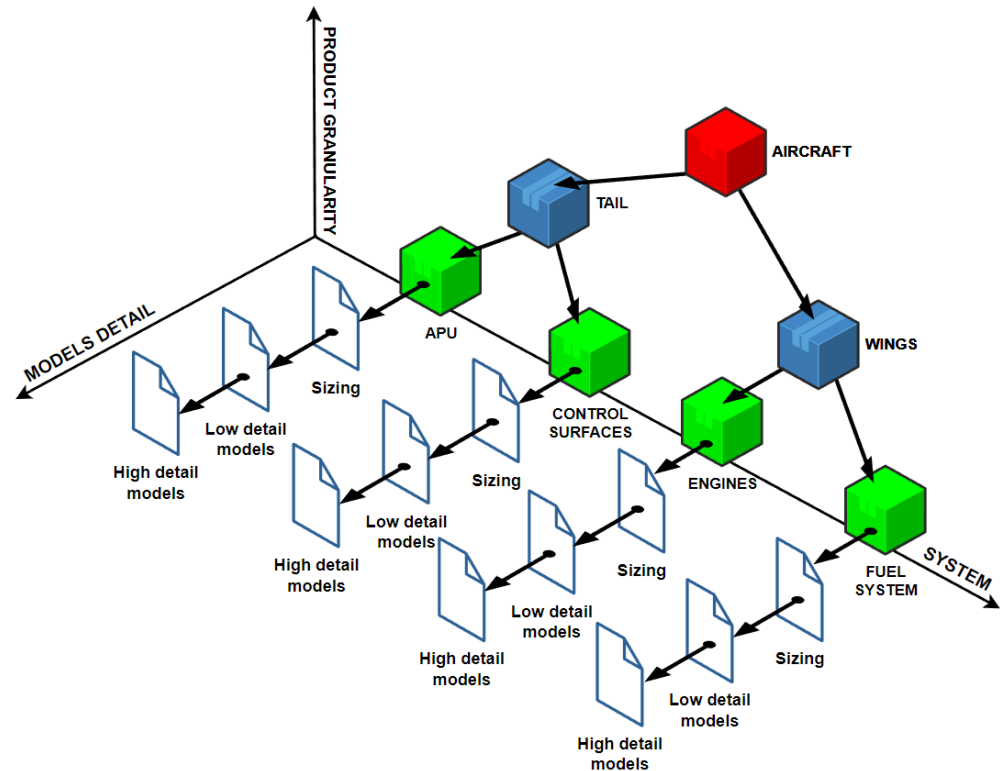 PRODUCT GRANULARITY
AIRCRAFT
TAIL
MODELS DETAIL
APU
WINGS
Sizing
CONTROL
SURFACES
Low detail
models
High detail
models
Sizing
ENGINES
Low detail
models
High detail
models
SYSTEM
Sizing
FUEL
SYSTEM
Low detail
models
High detail
models
Sizing
Low detail
models
High detail
models